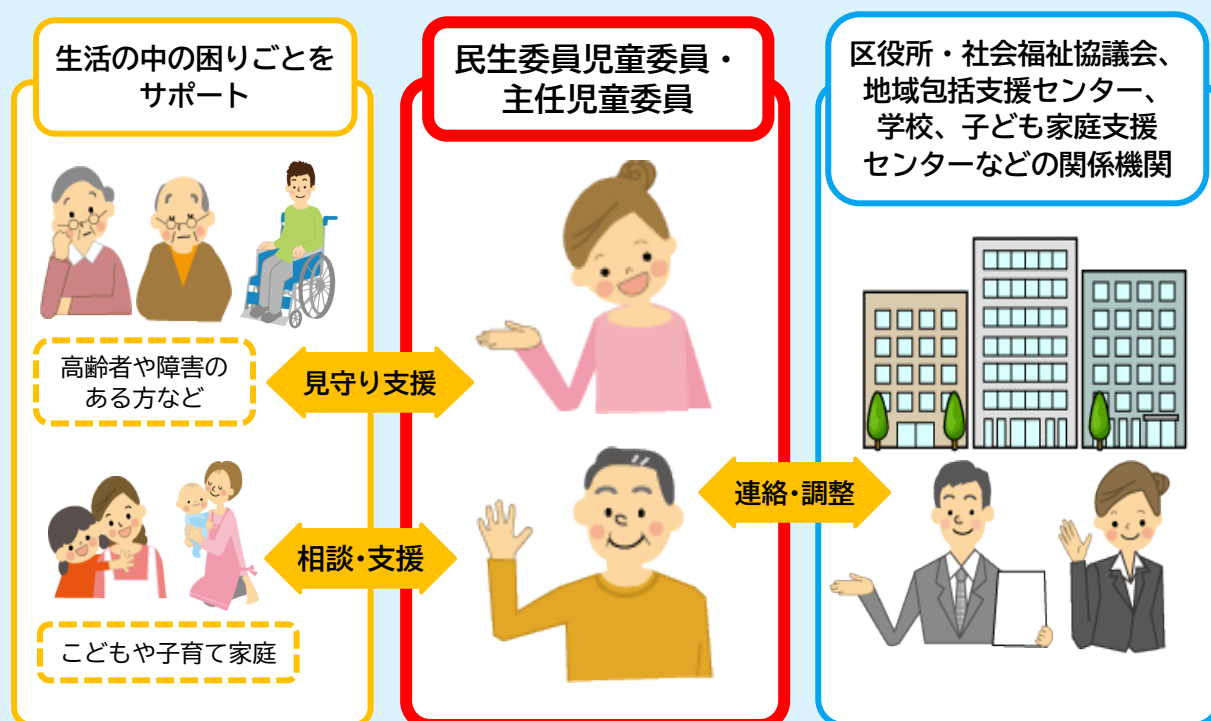 生活の中の困りごとを
サポート
高齢者や障害の
ある方など
こどもや子育て家庭
見守り支援
相談・支援
民生委員児童委員・
主任児童委員
連絡・調整
区役所・社会福祉協議会、
地域包括支援センター、
学校、子ども家庭支援
センターなどの関係機関